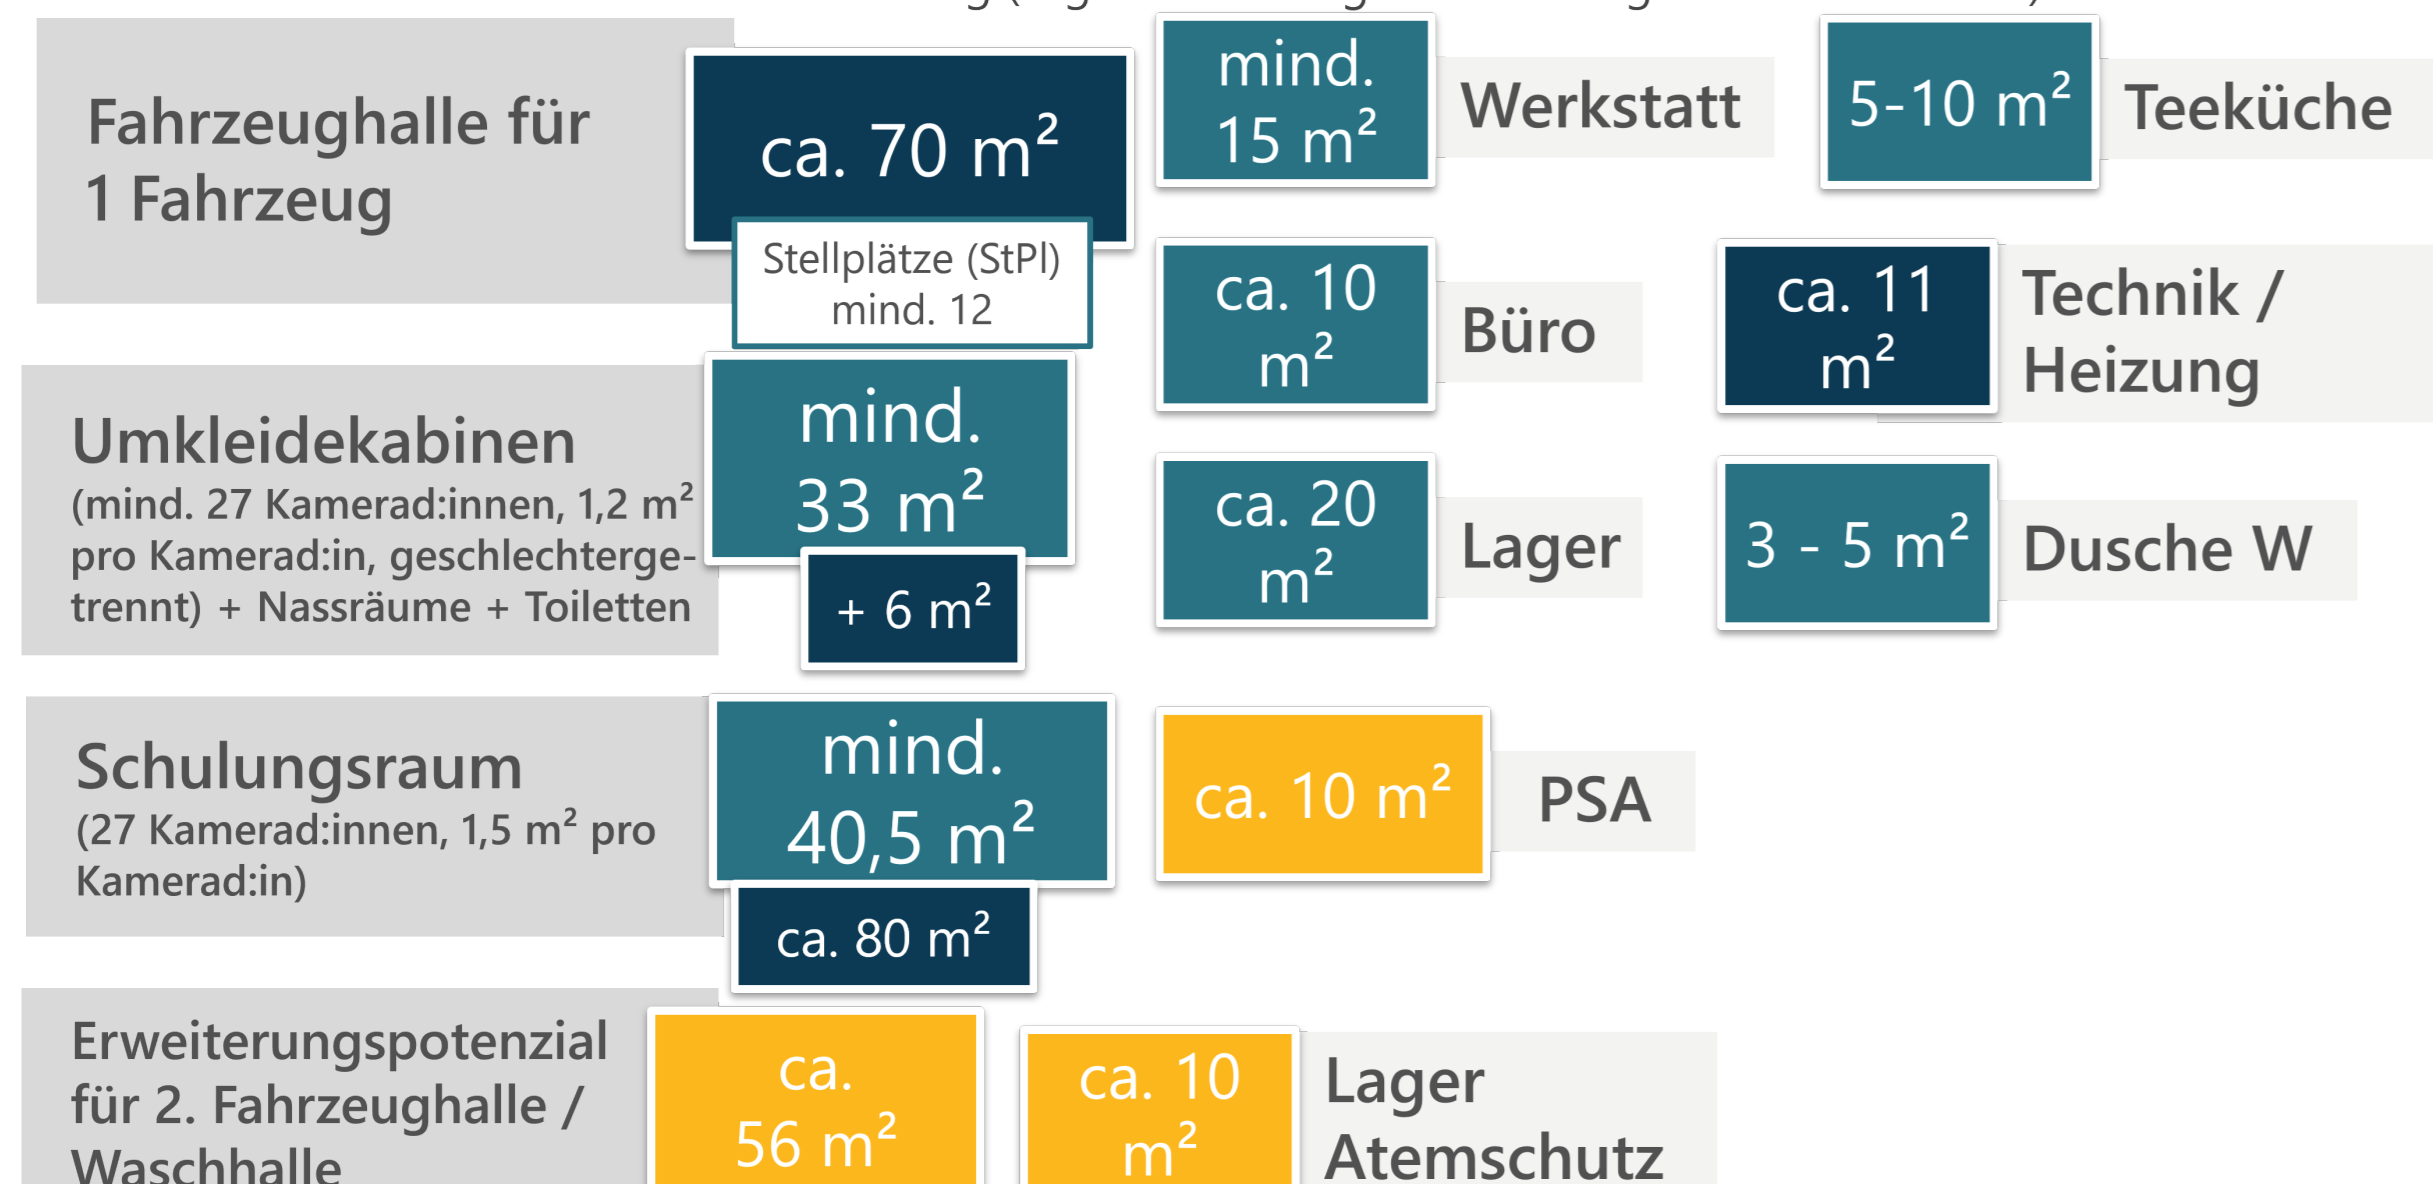 Fahrzeughalle für
1 Fahrzeug
ca. 70 m²
Stellplätze (StPl)
mind. 12
mind.
15 m²
Werkstatt
5-10 m²
Teeküche
ca. 10
m²
Büro
ca. 11
m²
Technik /
Heizung
Umkleidekabinen
(mind. 27 Kamerad:innen, 1,2 m²
pro Kamerad:in, geschlechterge-
trennt) + Nassräume + Toiletten
mind.
33 m²
+ 6 m²
ca. 20
m²
Lager
3 - 5 m²
Dusche W
Schulungsraum
(27 Kamerad:innen, 1,5 m² pro
Kamerad:in)
mind.
40,5 m²
ca. 80 m²
ca. 10 m²
PSA
Erweiterungspotenzial
für 2. Fahrzeughalle /
Waschhalle
ca.
56 m²
ca. 10
m²
Lager
Atemschutz